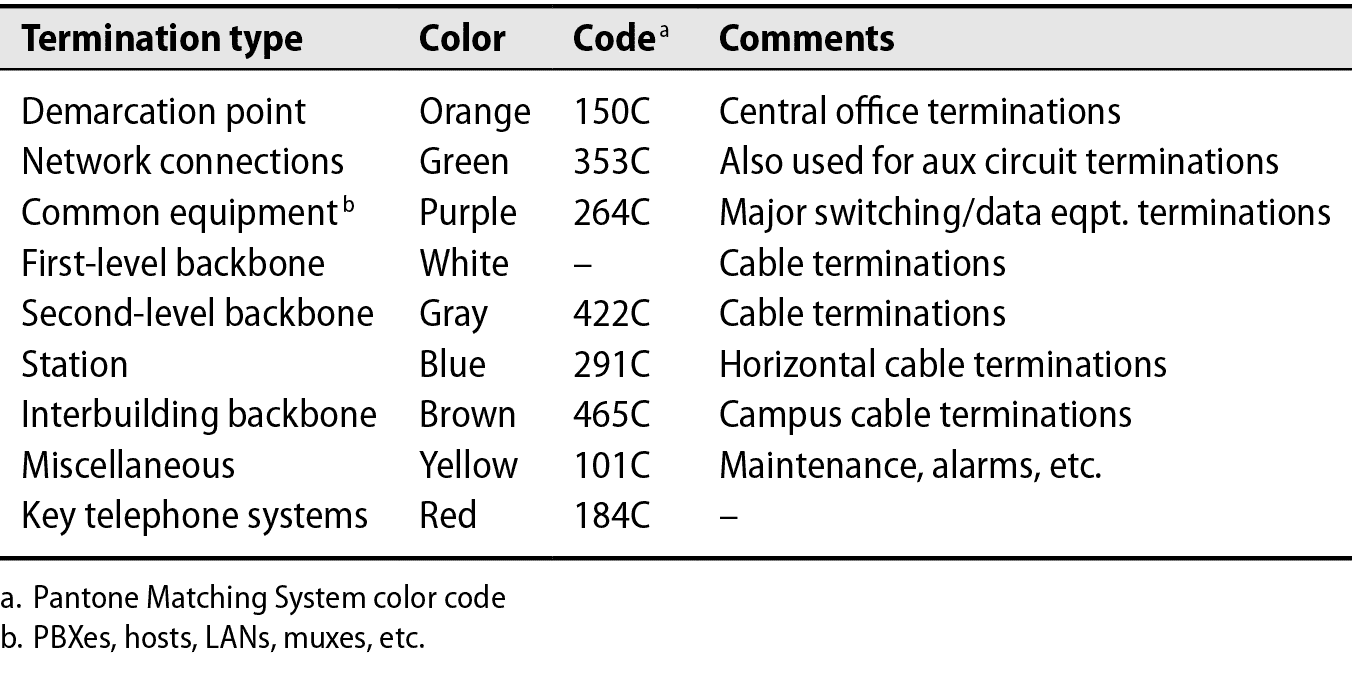 Termination type Color Code a Comments
Demarcation point Orange 150C Central office terminations
Network connections Green 353C Also used for aux circuit terminations
Common equipment b Purple 264C Major switching/data eqpt. terminations
First-level backbone White – Cable terminations
Second-level backbone Gray 422C Cable terminations
Station Blue 291C Horizontal cable terminations
Interbuilding backbone Brown 465C Campus cable terminations
Miscellaneous Yellow 101C Maintenance, alarms, etc.
Key telephone systems Red 184C –
a. Pantone Matching System color code
b. PBXes, hosts, LANs, muxes, etc.